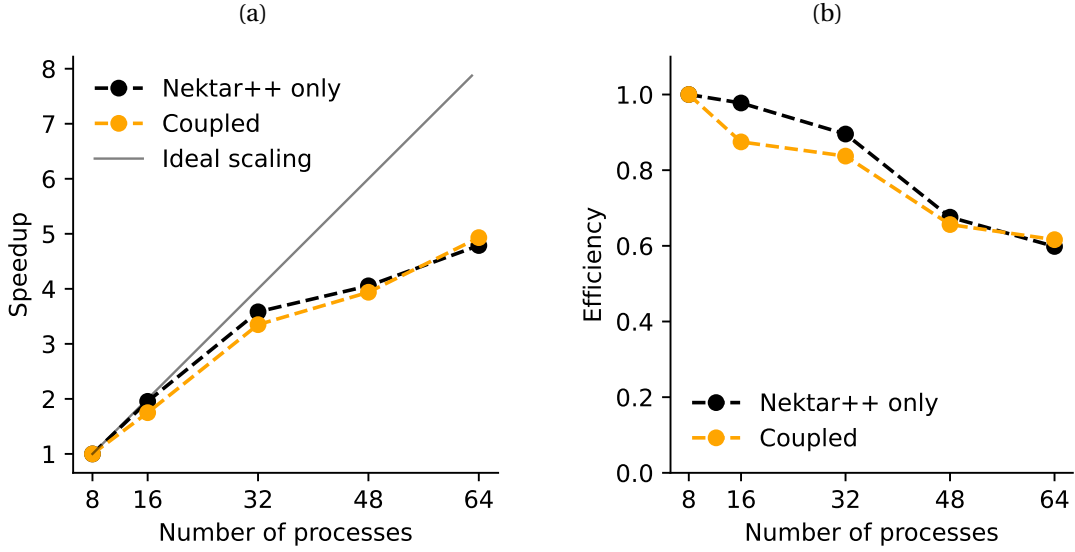 (a)
8
7
6
5
4
3
2
1
Speedup
Nektar++ only
Coupled
Ideal scaling
8 16 32 48 64
Number of processes
(b)
1.0
0.8
0.6
0.4
0.2
0.0
Efficiency
Nektar++ only
Coupled
8 16 32 48 64
Number of processes